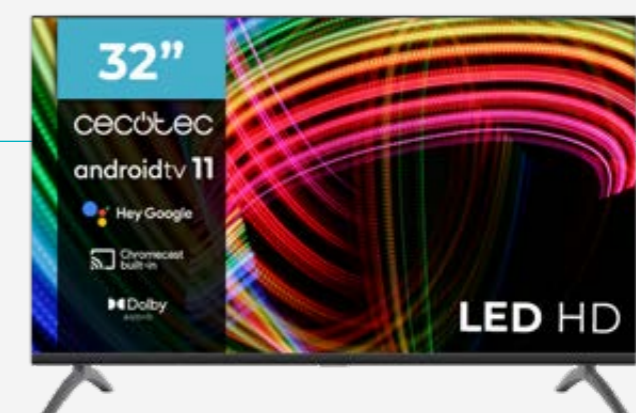 32”
cecotec
androidtv 11
Hey Google
Chromecast
built-in
Dolby
LED HD